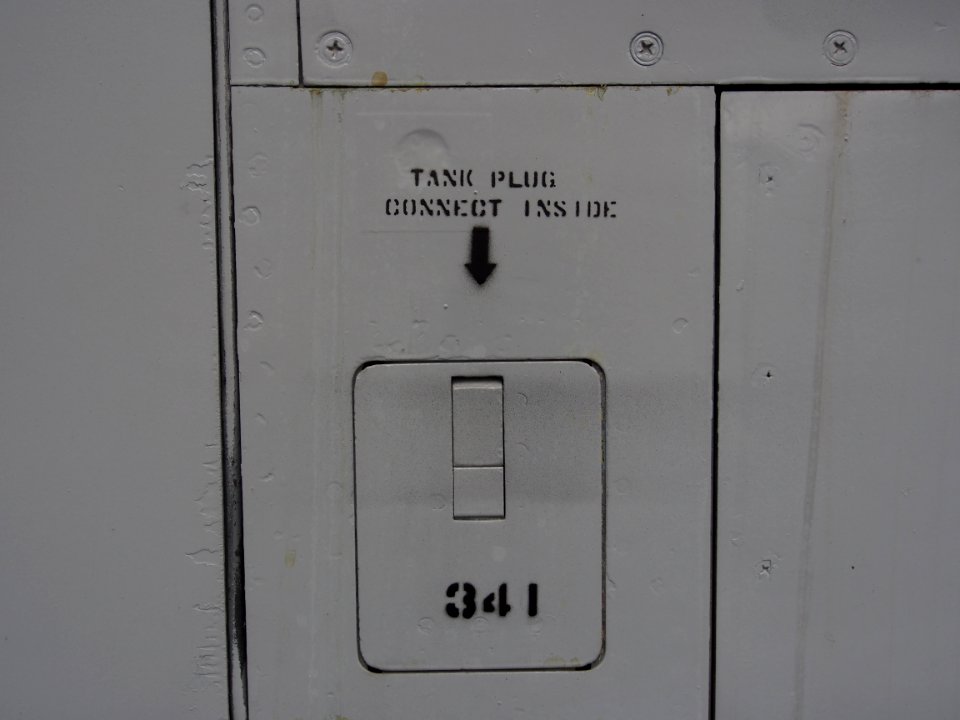 TANK PLUG
CONNECT INSIDE
341